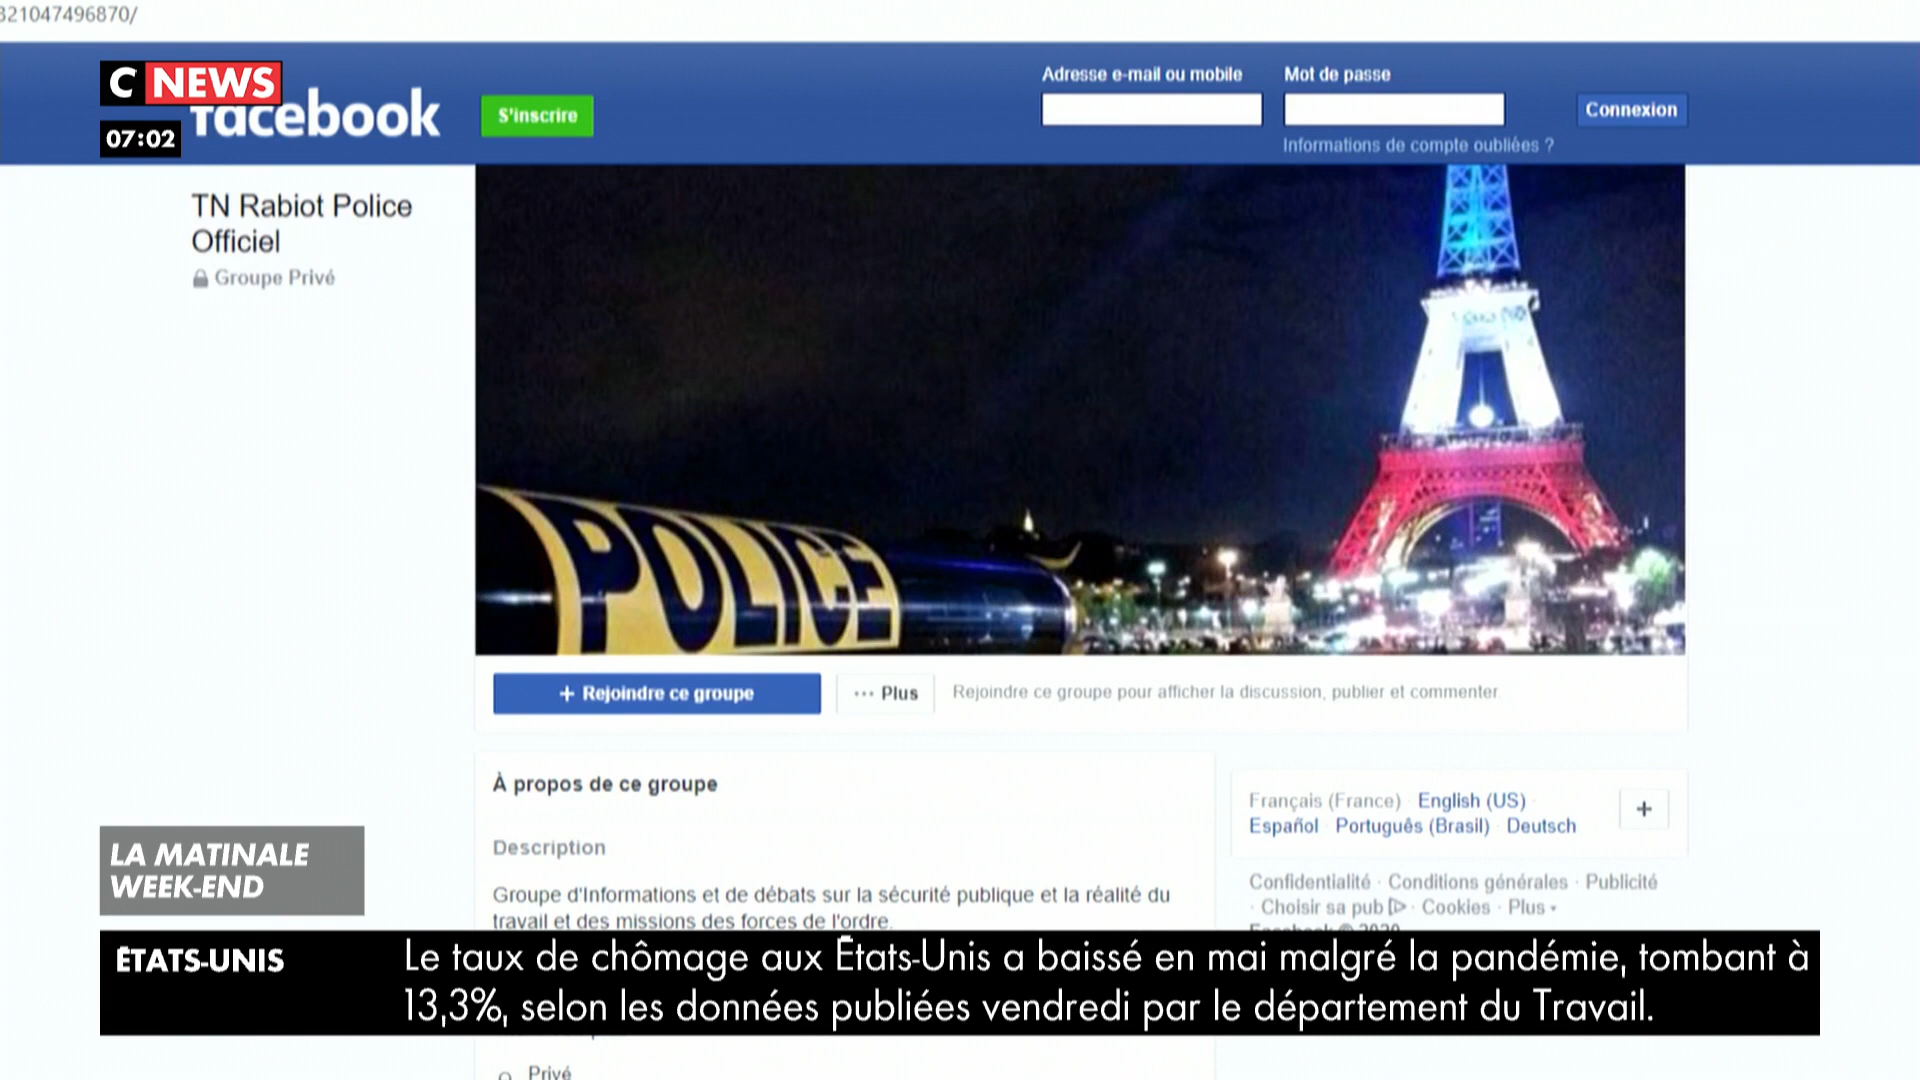 321047496870/
C NEWS
07:02
facebook
S'inscrire
Adresse e-mail ou mobile
Mot de passe
Connexion
Informations de compte oubliées ?
TN Rabiot Police
Officiel
Groupe Privé
POLICE
+ Rejoindre ce groupe
··· Plus
Rejoindre ce groupe pour afficher la discussion, publier et commenter.
À propos de ce groupe
Description
Groupe d'Informations et de débats sur la sécurité publique et la réalité du
travail et des missions des forces de l'ordre.
Privé
Français (France) · English (US) ·
Español · Português (Brasil) · Deutsch
+
Confidentialité · Conditions générales · Publicité
· Choisir sa pub · Cookies · Plus
Facebook © 2020
LA MATINALE
WEEK-END
ÉTATS-UNIS
Le taux de chômage aux États-Unis a baissé en mai malgré la pandémie, tombant à
13,3%, selon les données publiées vendredi par le département du Travail.